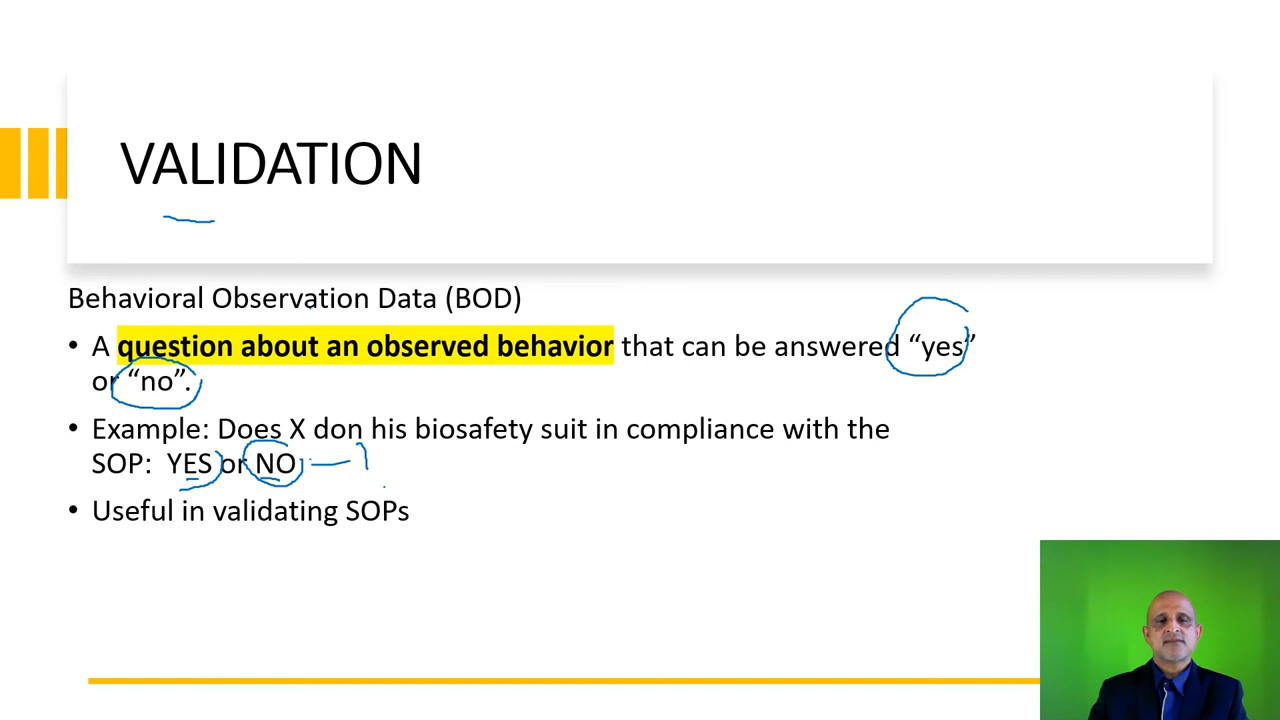 VALIDATION
Behavioral Observation Data (BOD)
• A question about an observed behavior that can be answered “yes”
or “no”.
• Example: Does X don his biosafety suit in compliance with the
SOP: YES or NO
• Useful in validating SOPs